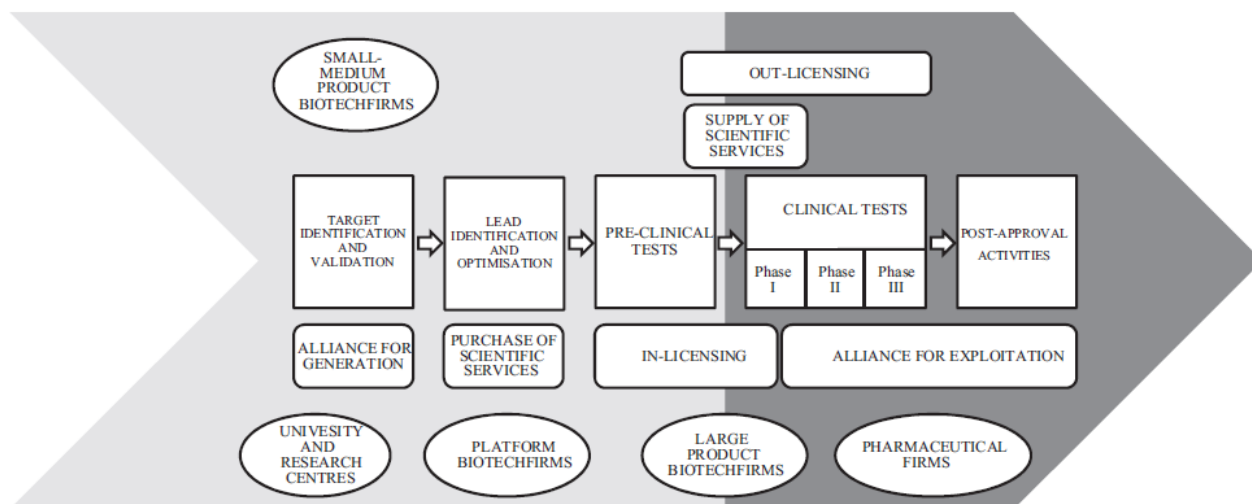 SMALL-
MEDIUM
PRODUCT
BIOTECHFIRMS
OUT-LICENSING
SUPPLY OF
SCIENTIFIC
SERVICES
TARGET
IDENTIFICATION
AND
VALIDATION
LEAD
IDENTIFICATION
AND
OPTIMISATION
PRE-CLINICAL
TESTS
CLINICAL TESTS
Phase
I
Phase
II
Phase
III
POST-APPROVAL
ACTIVITIES
ALLIANCE FOR
GENERATION
PURCHASE OF
SCIENTIFIC
SERVICES
IN-LICENSING
ALLIANCE FOR EXPLOITATION
UNIVESITY
AND
RESEARCH
CENTRES
PLATFORM
BIOTECHFIRMS
LARGE
PRODUCT
BIOTECHFIRMS
PHARMACEUTICAL
FIRMS